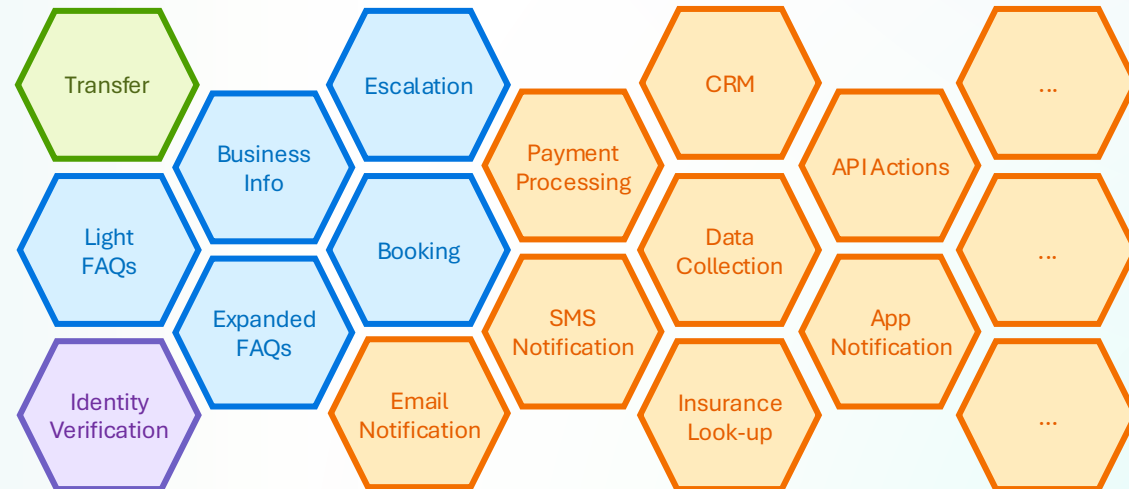 Transfer
Escalation
CRM
...
Business
Info
Payment
Processing
API Actions
Light
FAQs
Booking
Data
Collection
...
Expanded
FAQs
SMS
Notification
App
Notification
Identity
Verification
Email
Notification
Insurance
Look-up
...